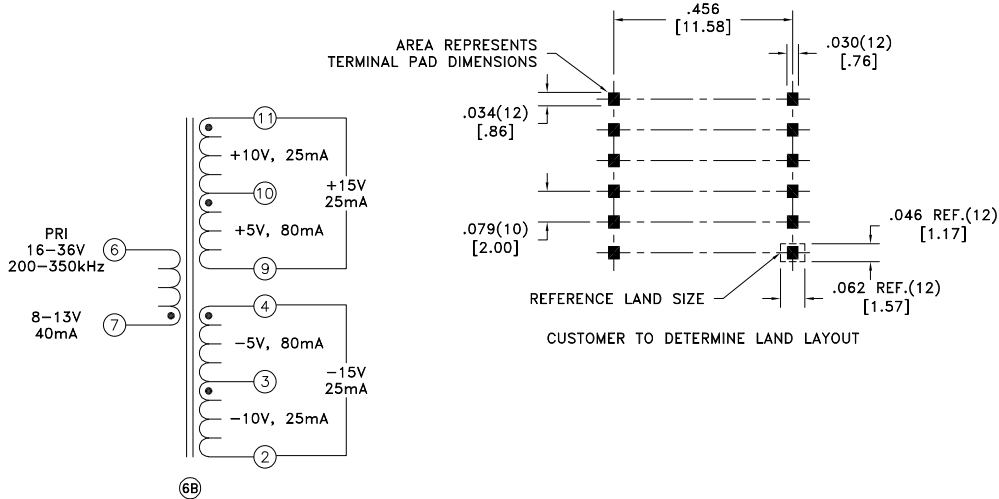 PRI
16-36V
200-350kHz
6
8-13V
40mA
7
11
+10V, 25mA
10
+15V
25mA
+5V, 80mA
9
4
-5V, 80mA
3
-15V
25mA
-10V, 25mA
2
6B
AREA REPRESENTS
TERMINAL PAD DIMENSIONS
.456
[11.58]
.030(12)
[.76]
.034(12)
[.86]
.079(10)
[2.00]
.046 REF.(12)
[1.17]
REFERENCE LAND SIZE
.062 REF.(12)
[1.57]
CUSTOMER TO DETERMINE LAND LAYOUT